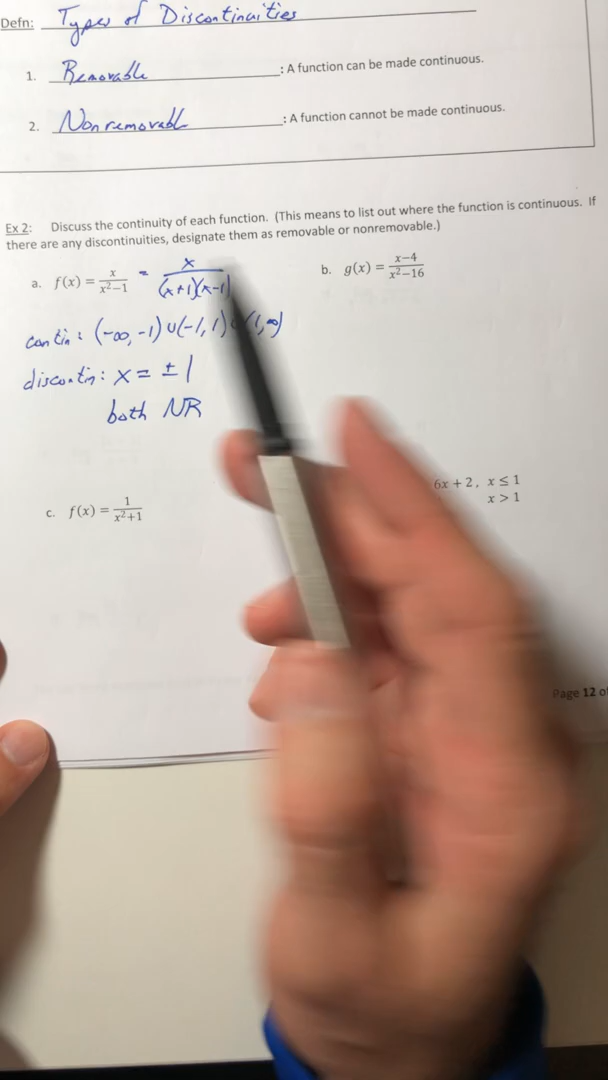 Defn: Types of Discontinuities
1. Removable : A function can be made continuous.
2. Nonremovable : A function cannot be made continuous.
Ex 2: Discuss the continuity of each function. (This means to list out where the function is continuous. If
there are any discontinuities, designate them as removable or nonremovable.)
a. f(x) = x/(x²−1) = x/((x+1)(x−1))
contin: (-∞, -1) ∪ (-1, 1) ∪ (1, ∞)
discontin: x = ±1
both NR
b. g(x) = (x−4)/(x²−16)
c. f(x) = 1/(x²+1)
6x + 2, x ≤ 1
x > 1
Page 12 of